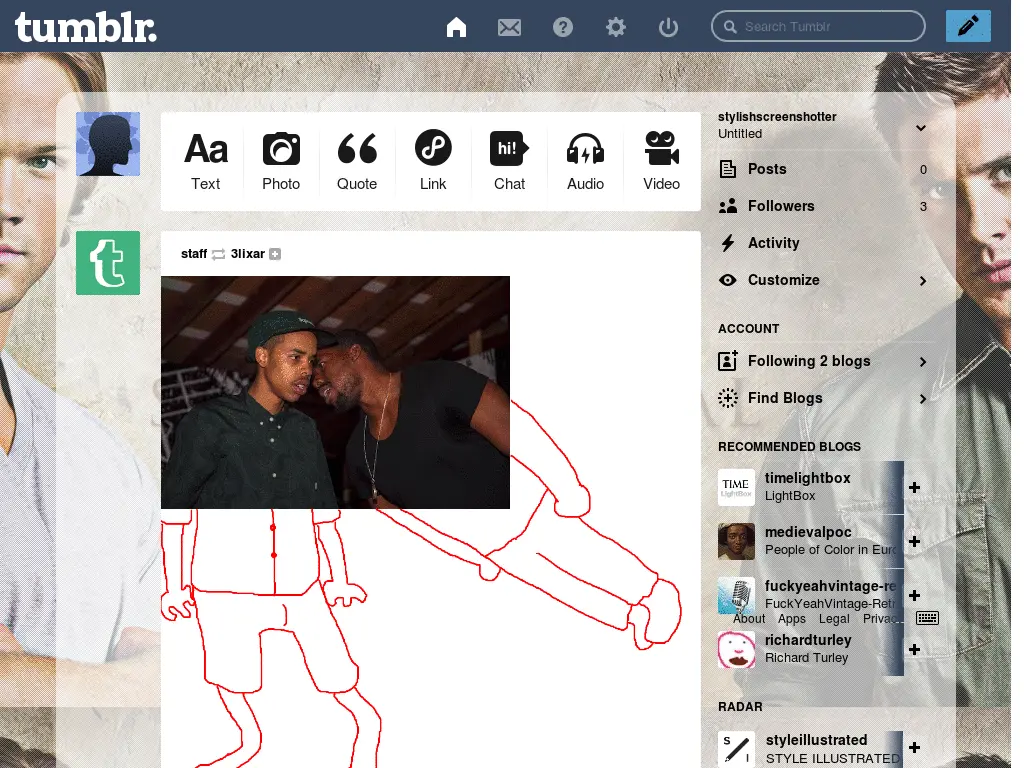 tumblr.
Search Tumblr
Aa
hi!
Text
Photo
Quote
Link
Chat
Audio
Video
staff 3lixar
stylishscreenshotter
Untitled
Posts 0
Followers 3
Activity
Customize
ACCOUNT
Following 2 blogs
Find Blogs
RECOMMENDED BLOGS
TIME
LightBox
timelightbox
LightBox
medievalpoc
People of Color in Euro
fuckyeahvintage-re
FuckYeahVintage-Retr
About Apps Legal Privac
richardturley
Richard Turley
RADAR
S
I
styleillustrated
STYLE ILLUSTRATED